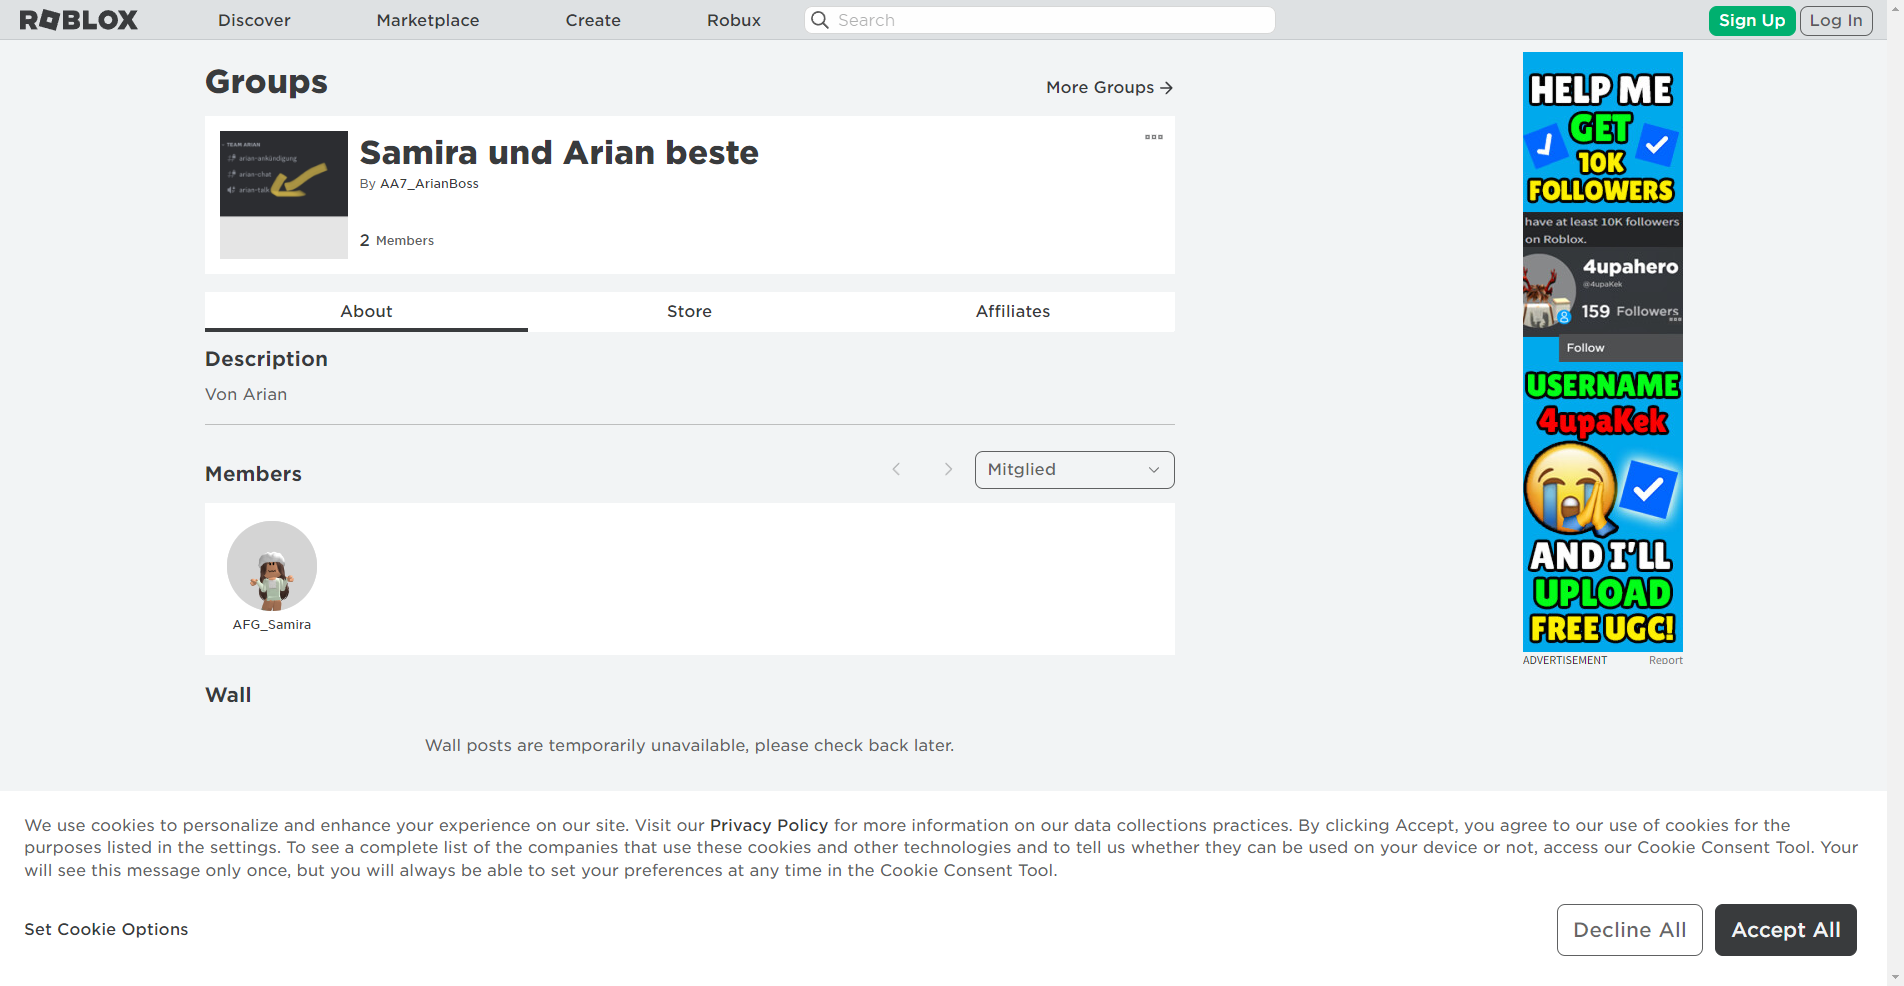 ROBLOX
Discover
Marketplace
Create
Robux
Search
Sign Up
Log In
Groups
More Groups
TEAM ARIAN
arian-ankündigung
arian-chat
arian-talk
Samira und Arian beste
By AA7_ArianBoss
2 Members
About
Store
Affiliates
Description
Von Arian
Members
Mitglied
AFG_Samira
Wall
Wall posts are temporarily unavailable, please check back later.
HELP ME
GET
10K
FOLLOWERS
have at least 10K followers
on Roblox.
4upahero
@4upaKek
159 Followers
Follow
USERNAME
4upaKek
AND I'LL
UPLOAD
FREE UGC!
ADVERTISEMENT
Report
We use cookies to personalize and enhance your experience on our site. Visit our Privacy Policy for more information on our data collections practices. By clicking Accept, you agree to our use of cookies for the
purposes listed in the settings. To see a complete list of the companies that use these cookies and other technologies and to tell us whether they can be used on your device or not, access our Cookie Consent Tool. Your
will see this message only once, but you will always be able to set your preferences at any time in the Cookie Consent Tool.
Set Cookie Options
Decline All
Accept All